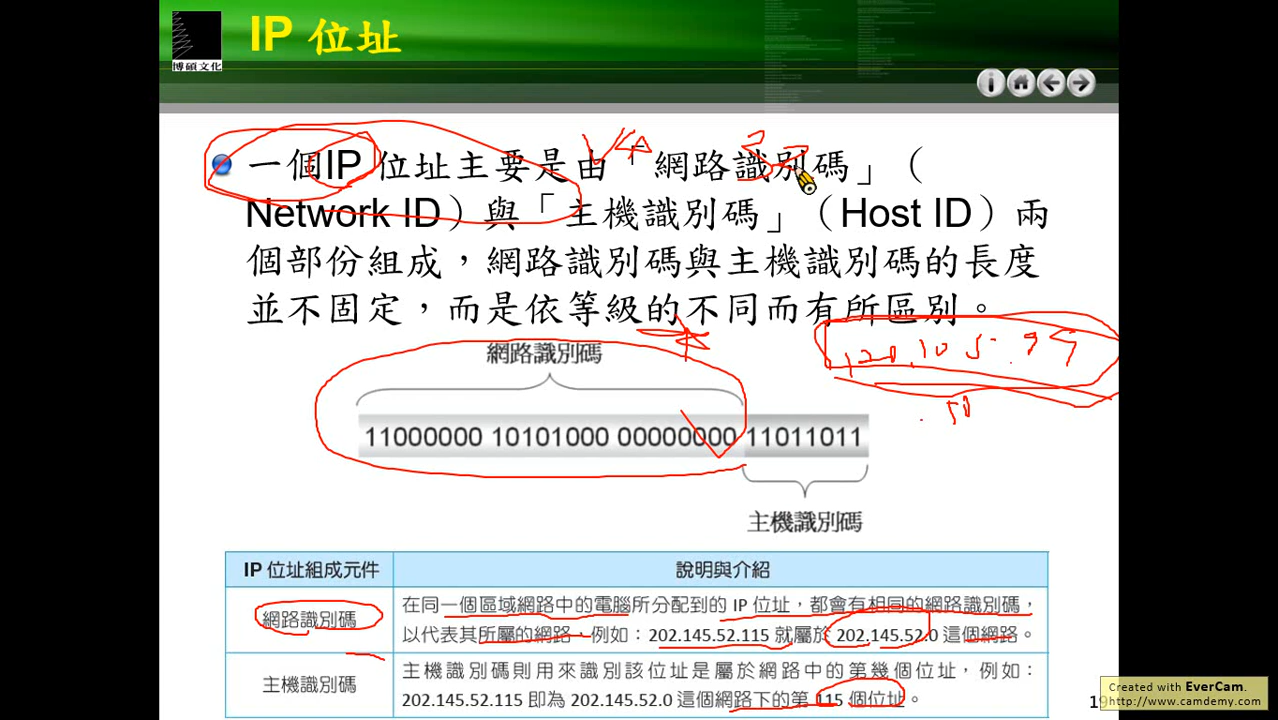 IP 位址
博碩文化
一個IP 位址主要是由「網路識別碼」（
V4
Network ID）與「主機識別碼」（Host ID）兩
個部份組成，網路識別碼與主機識別碼的長度
並不固定，而是依等級的不同而有所區別。
網路識別碼
11000000 10101000 00000000 11011011
主機識別碼
.50
IP 位址組成元件
說明與介紹
網路識別碼
在同一個區域網路中的電腦所分配到的 IP 位址，都會有相同的網路識別碼，
以代表其所屬的網路，例如：202.145.52.115 就屬於 202.145.52.0 這個網路。
主機識別碼
主機識別碼則用來識別該位址是屬於網路中的第幾個位址，例如：
202.145.52.115 即為 202.145.52.0 這個網路下的第 115 個位址。
19
Created with EverCam.
http://www.camdemy.com